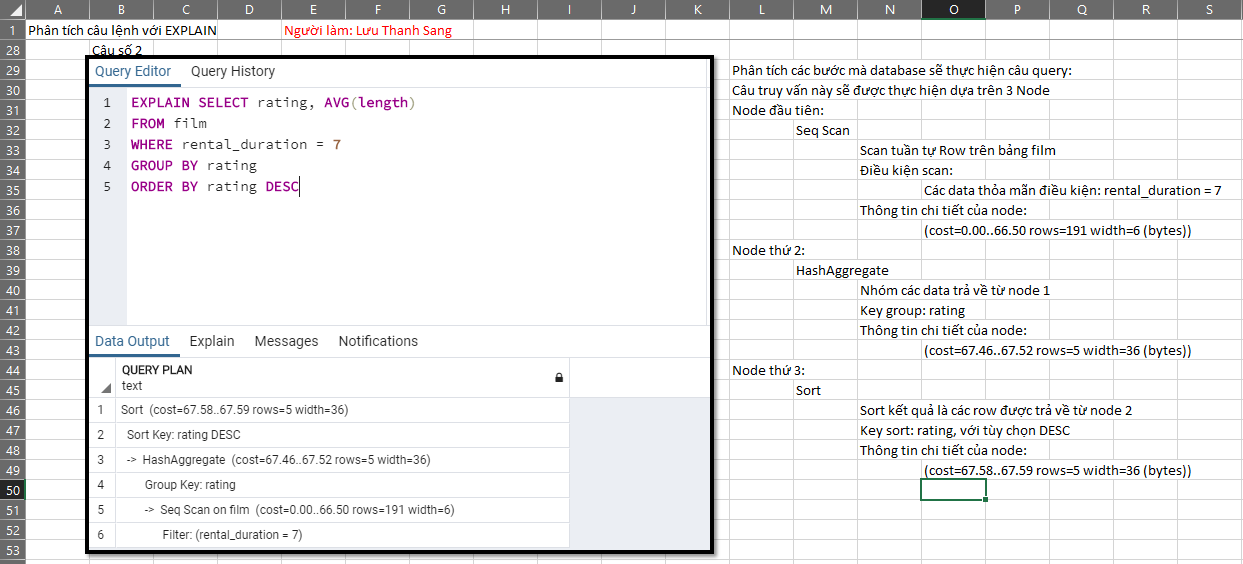 A B C D E F G H I J K L M N O P Q R S
1 Phân tích câu lệnh với EXPLAIN Người làm: Lưu Thanh Sang
28 Câu số 2
29
30
31
32
33
34
35
36
37
38
39
40
41
42
43
44
45
46
47
48
49
50
51
52
53
Query Editor Query History
1 EXPLAIN SELECT rating, AVG(length)
2 FROM film
3 WHERE rental_duration = 7
4 GROUP BY rating
5 ORDER BY rating DESC
Data Output Explain Messages Notifications
QUERY PLAN
text
1 Sort (cost=67.58..67.59 rows=5 width=36)
2 Sort Key: rating DESC
3 -> HashAggregate (cost=67.46..67.52 rows=5 width=36)
4 Group Key: rating
5 -> Seq Scan on film (cost=0.00..66.50 rows=191 width=6)
6 Filter: (rental_duration = 7)
Phân tích các bước mà database sẽ thực hiện câu query:
Câu truy vấn này sẽ được thực hiện dựa trên 3 Node
Node đầu tiên:
Seq Scan
Scan tuần tự Row trên bảng film
Điều kiện scan:
Các data thỏa mãn điều kiện: rental_duration = 7
Thông tin chi tiết của node:
(cost=0.00..66.50 rows=191 width=6 (bytes))
Node thứ 2:
HashAggregate
Nhóm các data trả về từ node 1
Key group: rating
Thông tin chi tiết của node:
(cost=67.46..67.52 rows=5 width=36 (bytes))
Node thứ 3:
Sort
Sort kết quả là các row được trả về từ node 2
Key sort: rating, với tùy chọn DESC
Thông tin chi tiết của node:
(cost=67.58..67.59 rows=5 width=36 (bytes))